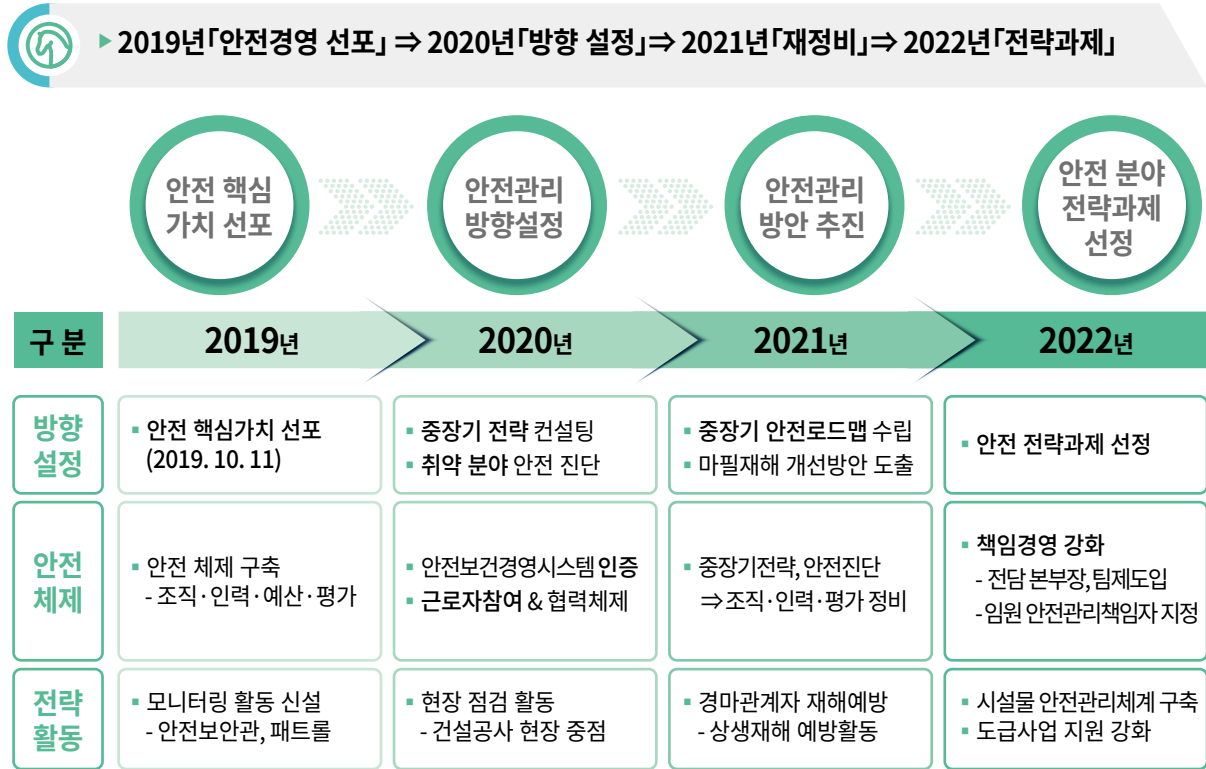 ▶ 2019년「안전경영 선포」 ⇒ 2020년「방향 설정」⇒ 2021년「재정비」⇒ 2022년「전략과제」
안전 핵심
가치 선포
안전관리
방향설정
안전관리
방안 추진
안전 분야
전략과제
선정
구 분
2019년
2020년
2021년
2022년
방향
설정
▪ 안전 핵심가치 선포
(2019. 10. 11)
▪ 중장기 전략 컨설팅
▪ 취약 분야 안전 진단
▪ 중장기 안전로드맵 수립
▪ 마필재해 개선방안 도출
▪ 안전 전략과제 선정
안전
체제
▪ 안전 체제 구축
- 조직·인력·예산·평가
▪ 안전보건경영시스템 인증
▪ 근로자참여 & 협력체제
▪ 중장기전략, 안전진단
⇒ 조직·인력·평가 정비
▪ 책임경영 강화
- 전담 본부장, 팀제도입
- 임원 안전관리책임자 지정
전략
활동
▪ 모니터링 활동 신설
- 안전보안관, 패트롤
▪ 현장 점검 활동
- 건설공사 현장 중점
▪ 경마관계자 재해예방
- 상생재해 예방활동
▪ 시설물 안전관리체계 구축
▪ 도급사업 지원 강화